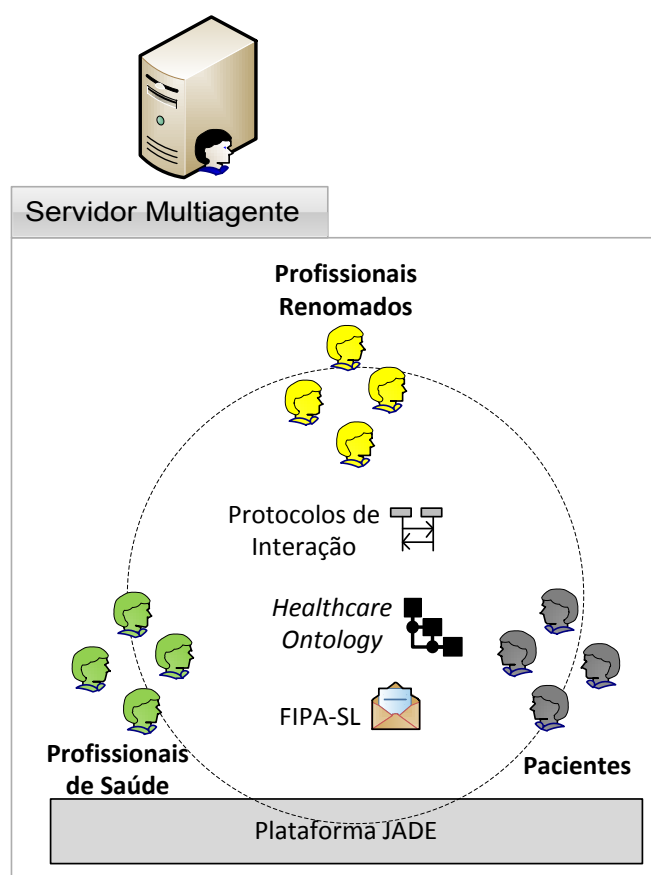 Servidor Multiagente
Profissionais
Renomados
Protocolos de
Interação
Healthcare
Ontology
FIPA-SL
Profissionais
de Saúde
Pacientes
Plataforma JADE